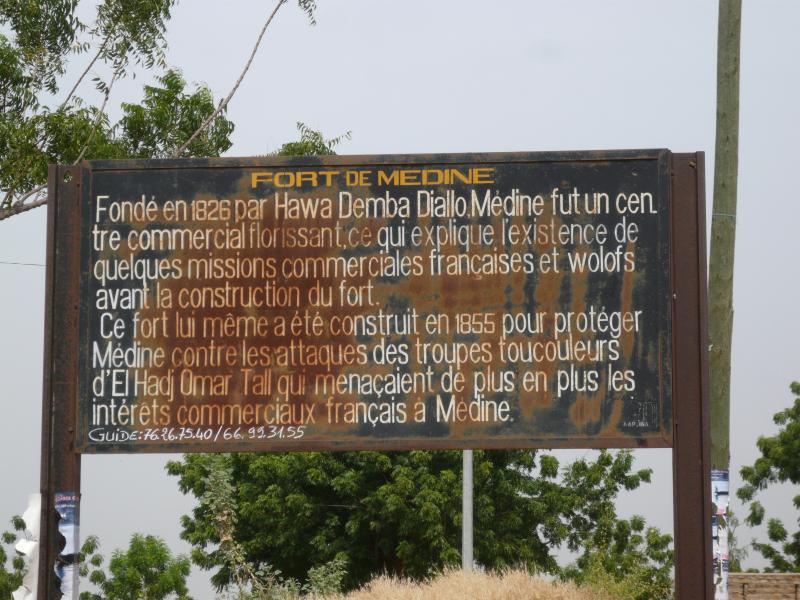 FORT DE MEDINE
Fondé en 1826 par Hawa Demba Diallo.Médine fut un cen.
tre commercial florissant,ce qui explique l'existence de
quelques missions commerciales françaises et wolofs
avant la construction du fort.
Ce fort lui même a été construit en 1855 pour protéger
Médine contre les attaques des troupes toucouleurs
d'El Hadj Omar Tall qui menaçaient de plus en plus les
intérêts commerciaux français à Médine.
GUIDE:76.26.75.40/66.99.31.55